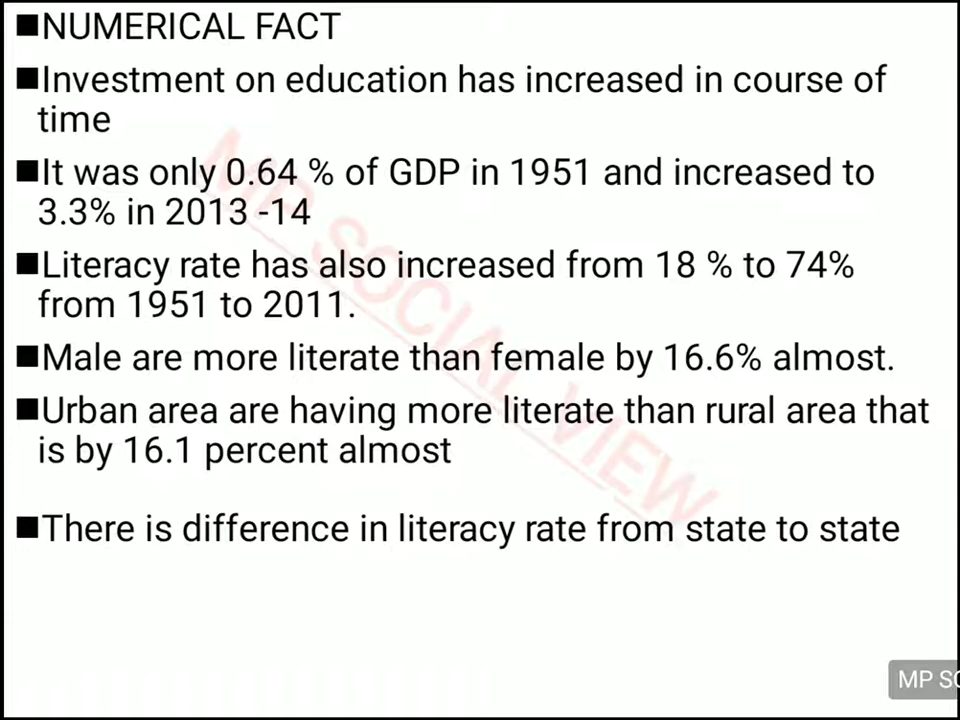 ■NUMERICAL FACT
■Investment on education has increased in course of
time
■It was only 0.64 % of GDP in 1951 and increased to
3.3% in 2013 -14
■Literacy rate has also increased from 18 % to 74%
from 1951 to 2011.
■Male are more literate than female by 16.6% almost.
■Urban area are having more literate than rural area that
is by 16.1 percent almost
■There is difference in literacy rate from state to state
MP SOCIAL VIEW
MP SO